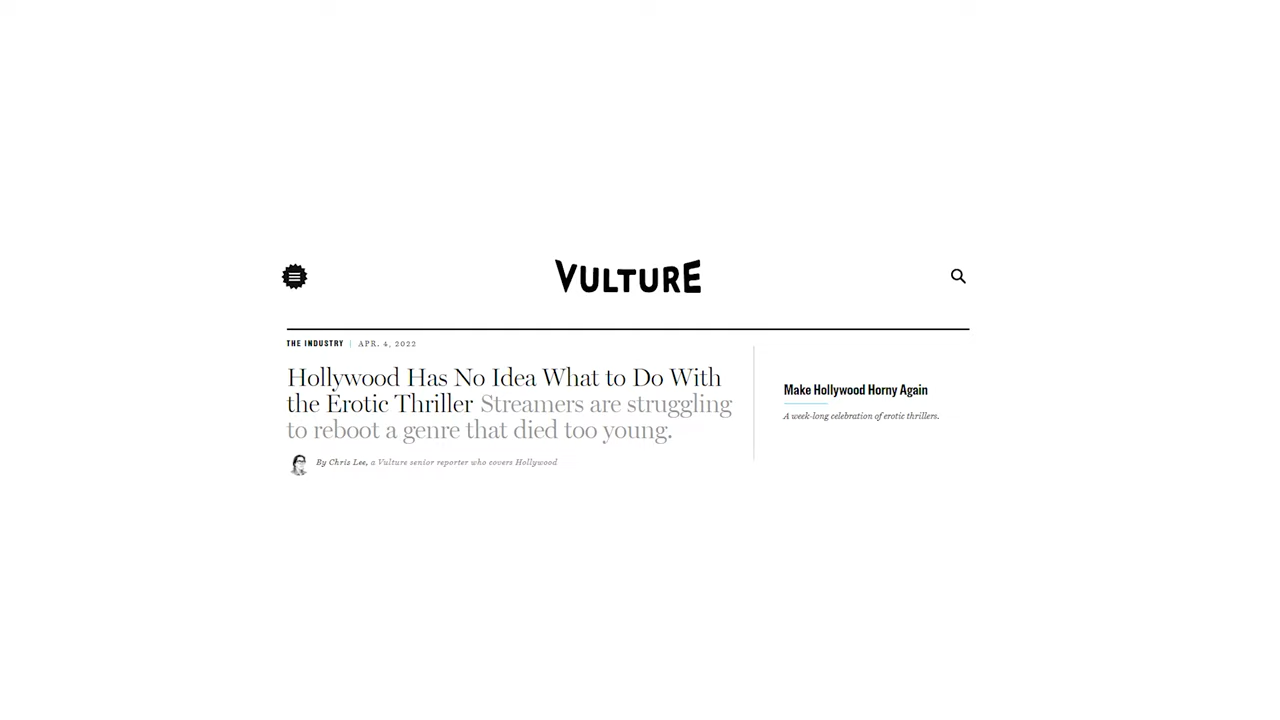 VULTURE
THE INDUSTRY | APR. 4, 2022
Hollywood Has No Idea What to Do With
the Erotic Thriller Streamers are struggling
to reboot a genre that died too young.
By Chris Lee, a Vulture senior reporter who covers Hollywood
Make Hollywood Horny Again
A week-long celebration of erotic thrillers.